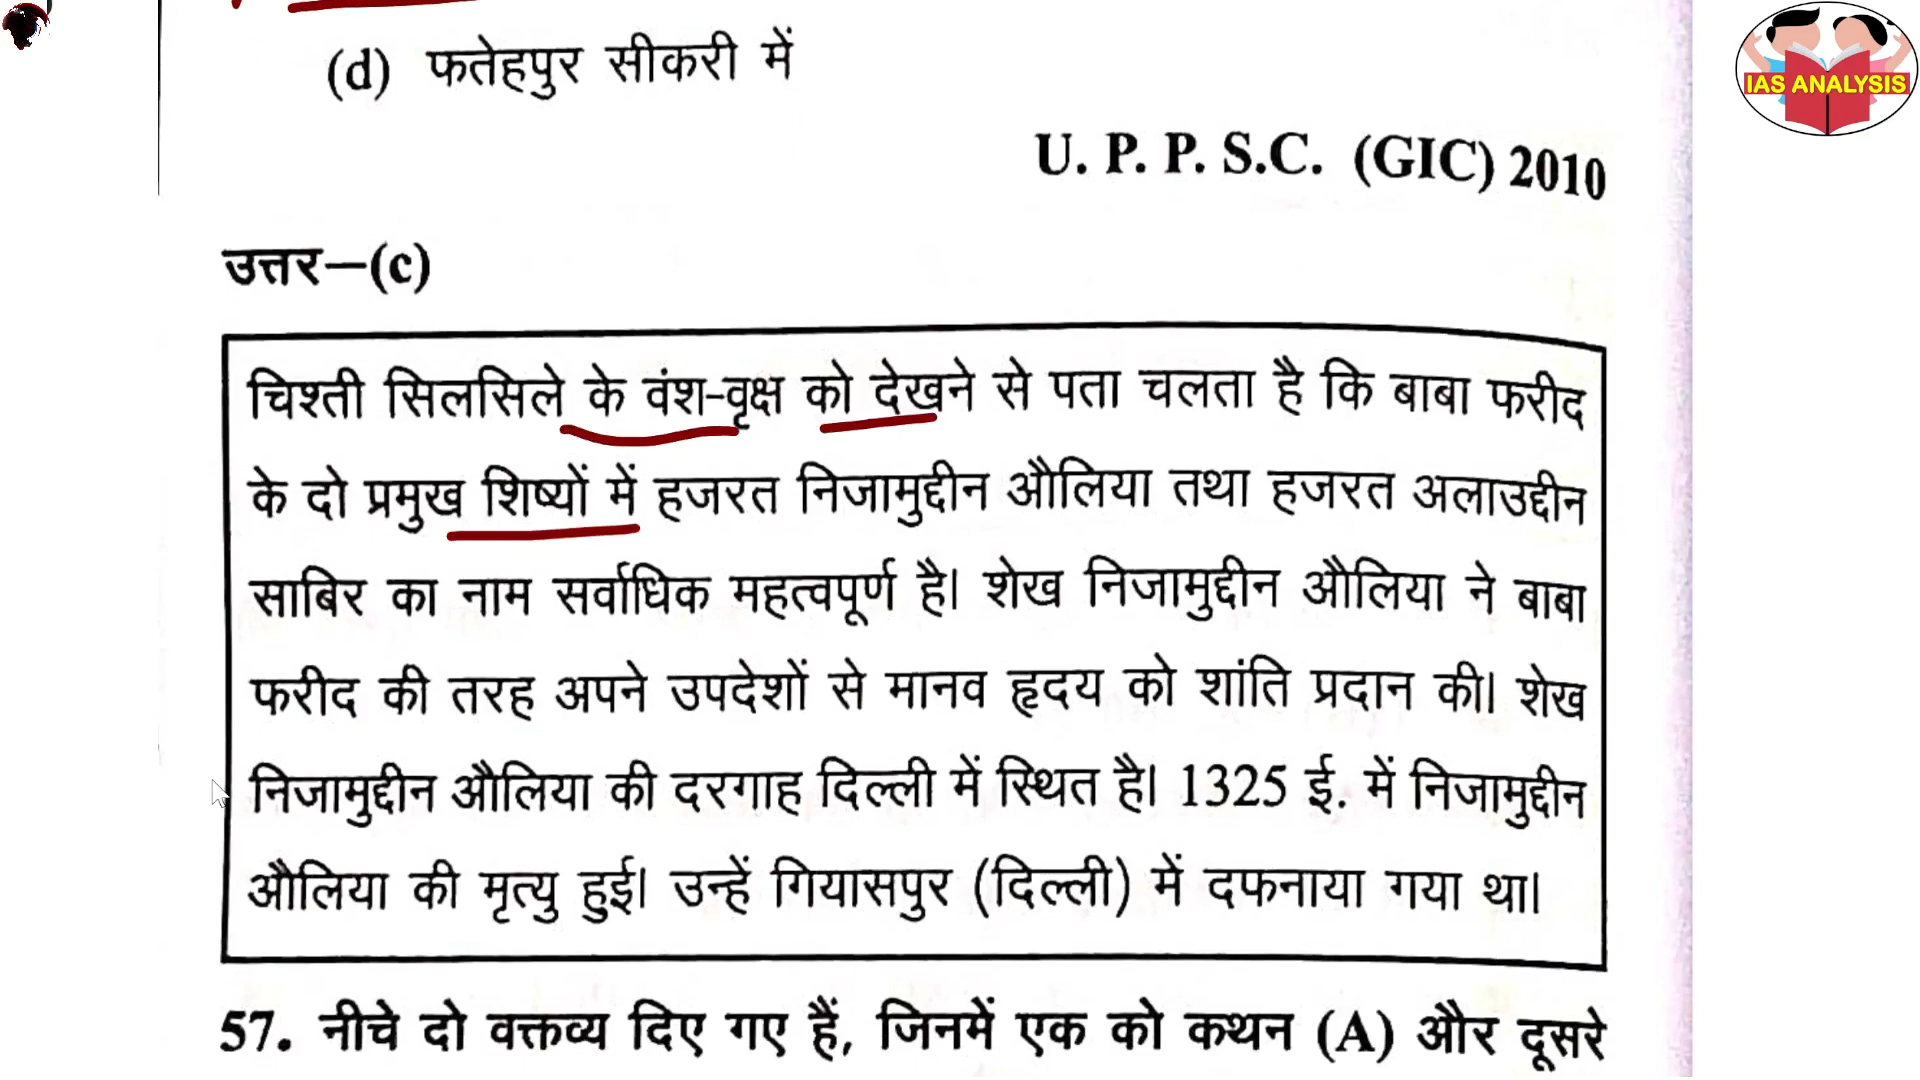 (d) फतेहपुर सीकरी में
IAS ANALYSIS
U. P. P. S.C. (GIC) 2010
उत्तर—(c)
चिश्ती सिलसिले के वंश-वृक्ष को देखने से पता चलता है कि बाबा फरीद
के दो प्रमुख शिष्यों में हजरत निजामुद्दीन औलिया तथा हजरत अलाउद्दीन
साबिर का नाम सर्वाधिक महत्वपूर्ण है। शेख निजामुद्दीन औलिया ने बाबा
फरीद की तरह अपने उपदेशों से मानव हृदय को शांति प्रदान की। शेख
निजामुद्दीन औलिया की दरगाह दिल्ली में स्थित है। 1325 ई. में निजामुद्दीन
औलिया की मृत्यु हुई। उन्हें गियासपुर (दिल्ली) में दफनाया गया था।
57. नीचे दो वक्तव्य दिए गए हैं, जिनमें एक को कथन (A) और दूसरे